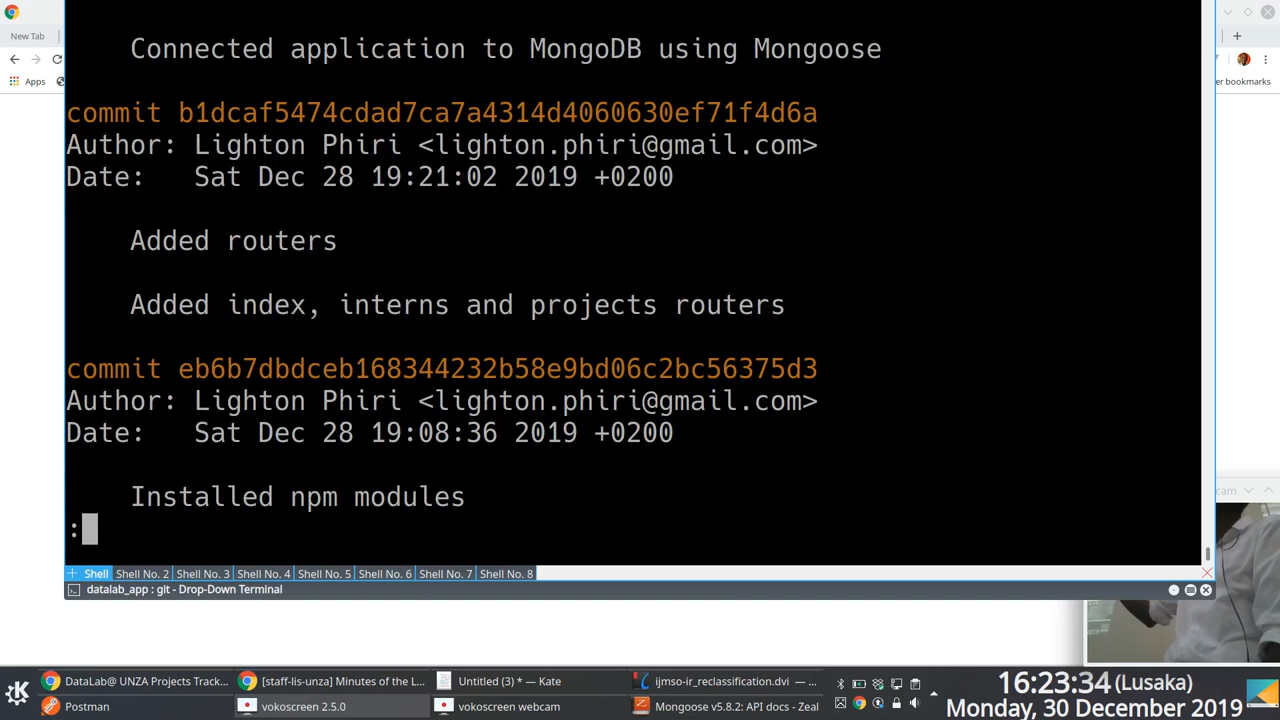 New Tab
Apps
er bookmarks
Connected application to MongoDB using Mongoose
commit b1dcaf5474cdad7ca7a4314d4060630ef71f4d6a
Author: Lighton Phiri <lighton.phiri@gmail.com>
Date:   Sat Dec 28 19:21:02 2019 +0200
Added routers
Added index, interns and projects routers
commit eb6b7dbdceb168344232b58e9bd06c2bc56375d3
Author: Lighton Phiri <lighton.phiri@gmail.com>
Date:   Sat Dec 28 19:08:36 2019 +0200
Installed npm modules
:
cam
Shell Shell No. 2 Shell No. 3 Shell No. 4 Shell No. 5 Shell No. 6 Shell No. 7 Shell No. 8
datalab_app : git - Drop-Down Terminal
DataLab@ UNZA Projects Track... [staff-lis-unza] Minutes of the L... Untitled (3) * — Kate ijmso-ir_reclassification.dvi — ...
Postman vokoscreen 2.5.0 vokoscreen webcam Mongoose v5.8.2: API docs - Zeal
16:23:34 (Lusaka)
Monday, 30 December 2019